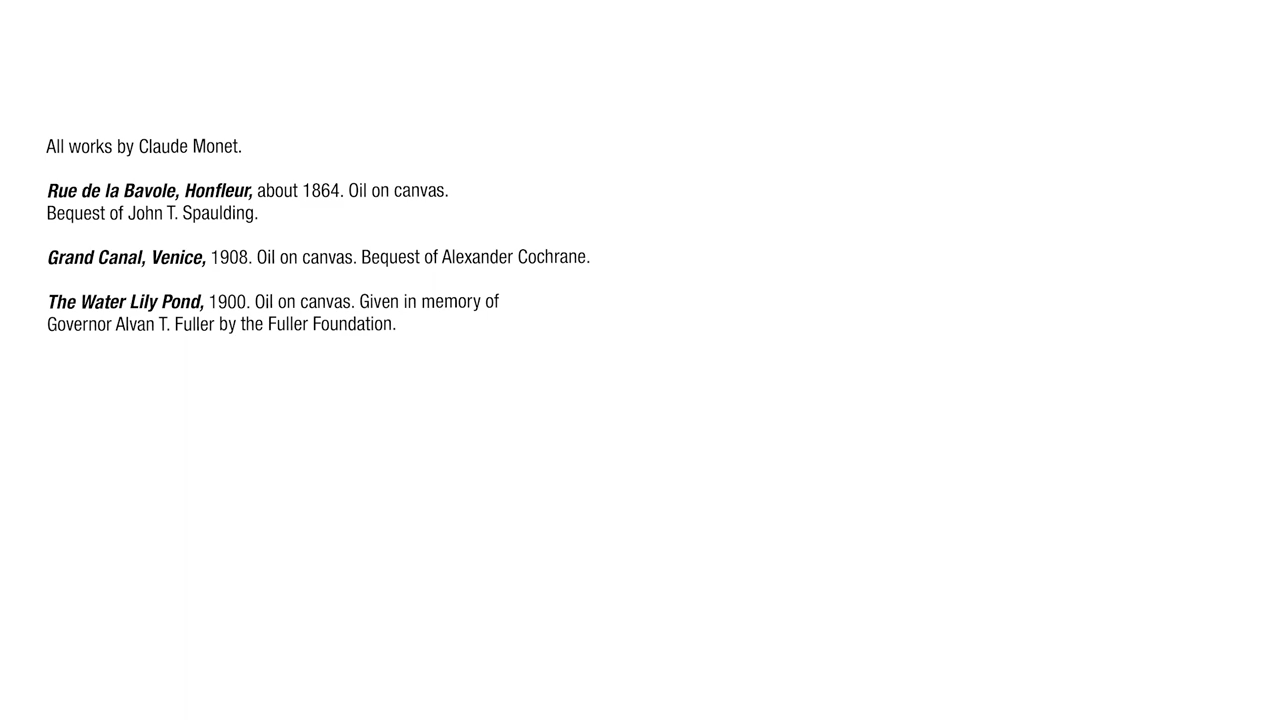 All works by Claude Monet.
Rue de la Bavole, Honfleur, about 1864. Oil on canvas.
Bequest of John T. Spaulding.
Grand Canal, Venice, 1908. Oil on canvas. Bequest of Alexander Cochrane.
The Water Lily Pond, 1900. Oil on canvas. Given in memory of
Governor Alvan T. Fuller by the Fuller Foundation.